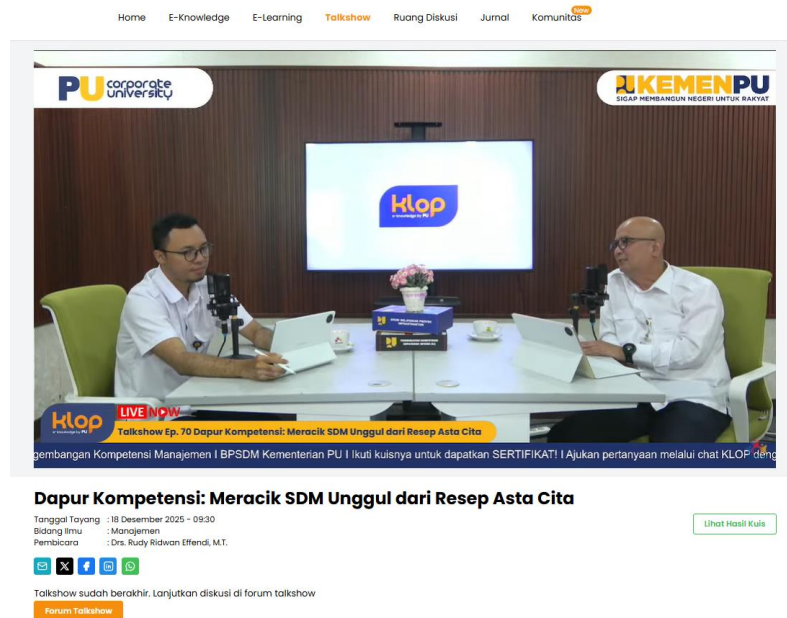 Home E-Knowledge E-Learning Talkshow Ruang Diskusi Jurnal Komunitas Now
PU corporate university
KEMENPU
SIGAP MEMBANGUN NEGERI UNTUK RAKYAT
klop
e-knowledge by PU
klop
LIVE NOW
Talkshow Ep. 70 Dapur Kompetensi: Meracik SDM Unggul dari Resep Asta Cita
gembangan Kompetensi Manajemen I BPSDM Kementerian PU I Ikuti kuisnya untuk dapatkan SERTIFIKAT! I Ajukan pertanyaan melalui chat KLOP deng
Dapur Kompetensi: Meracik SDM Unggul dari Resep Asta Cita
Tanggal Tayang : 18 Desember 2025 - 09:30
Bidang Ilmu : Manajemen
Pembicara : Drs. Rudy Ridwan Effendi, M.T.
Lihat Hasil Kuis
Talkshow sudah berakhir. Lanjutkan diskusi di forum talkshow
Forum Talkshow